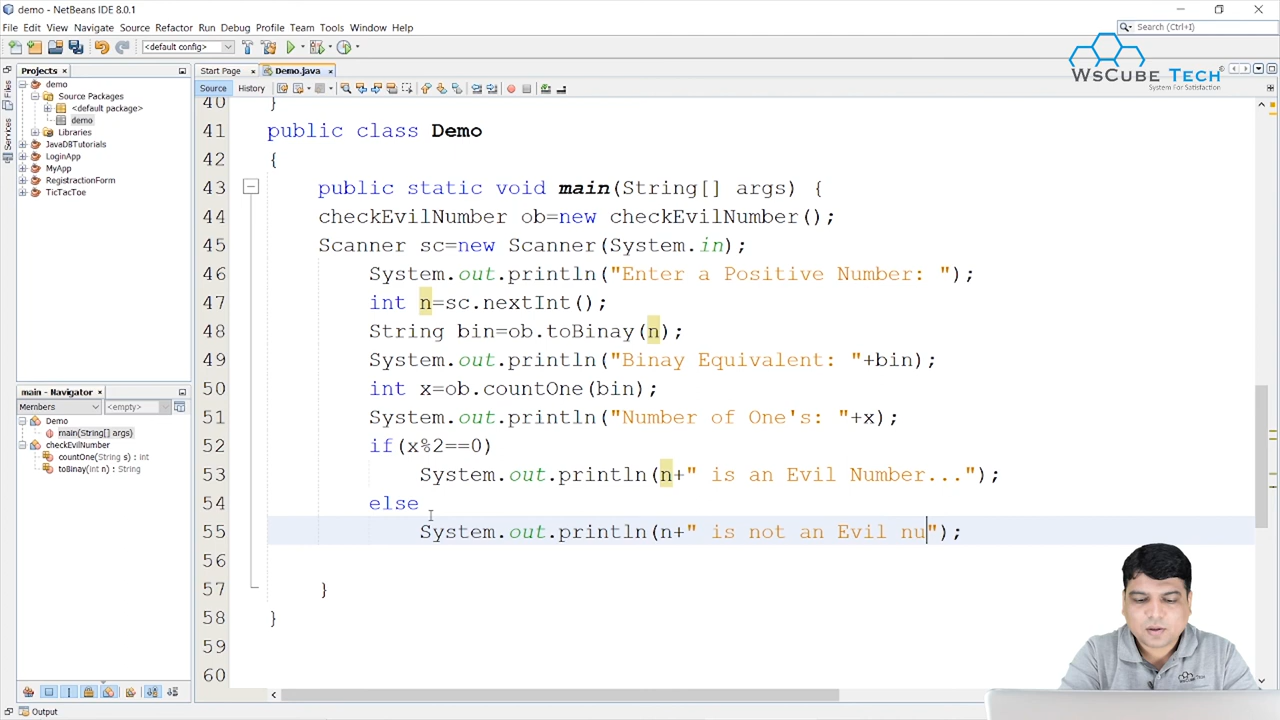 demo - NetBeans IDE 8.0.1
File Edit View Navigate Source Refactor Run Debug Profile Team Tools Window Help
Search (Ctrl+I)
<default config>
WsCube Tech
System For Satisfaction
Projects
Start Page
Demo.java
Source
History
Files
Services
demo
Source Packages
<default package>
demo
Libraries
JavaDBTutorials
LoginApp
MyApp
RegistractionForm
TicTacToe
main - Navigator
Members
<empty>
Demo
main(String[] args)
checkEvilNumber
countOne(String s) : int
toBinay(int n) : String
40 }
41 public class Demo
42 {
43 public static void main(String[] args) {
44 checkEvilNumber ob=new checkEvilNumber();
45 Scanner sc=new Scanner(System.in);
46 System.out.println("Enter a Positive Number: ");
47 int n=sc.nextInt();
48 String bin=ob.toBinay(n);
49 System.out.println("Binay Equivalent: "+bin);
50 int x=ob.countOne(bin);
51 System.out.println("Number of One's: "+x);
52 if(x%2==0)
53 System.out.println(n+" is an Evil Number...");
54 else
55 System.out.println(n+" is not an Evil nu");
56
57 }
58 }
59
60
Output